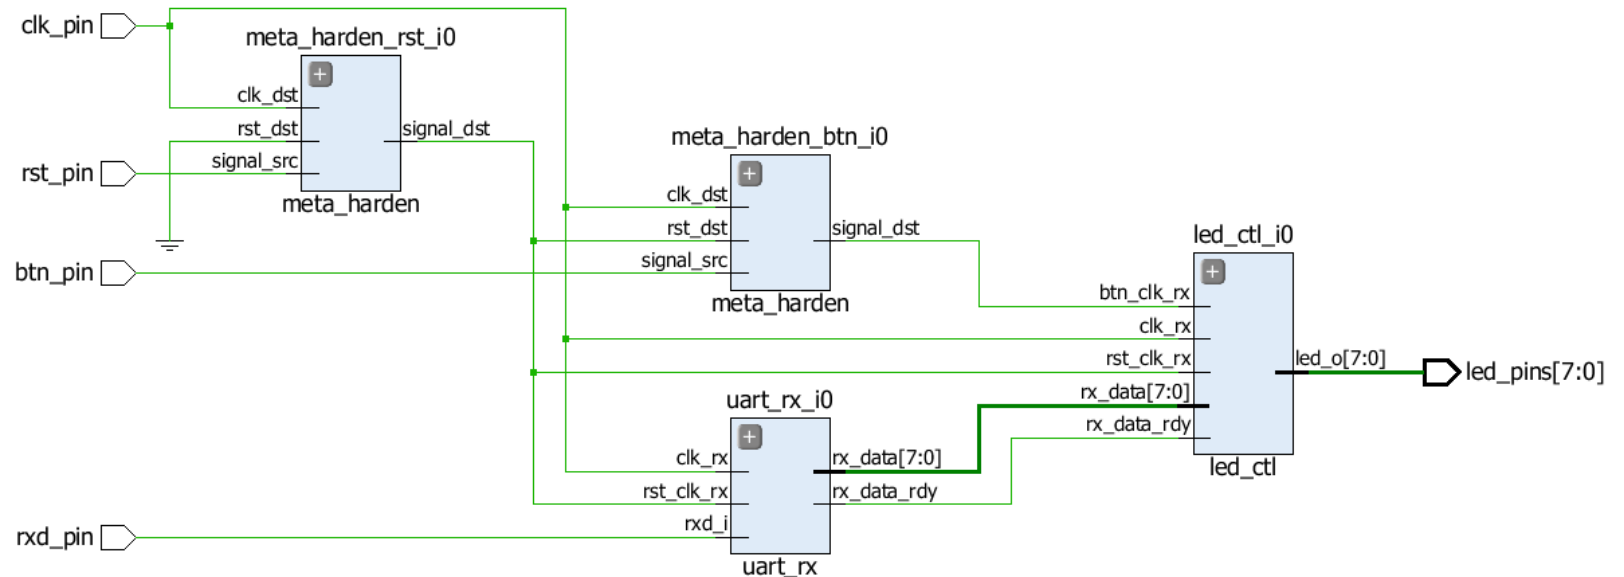 clk_pin
meta_harden_rst_i0
clk_dst
rst_dst
signal_dst
signal_src
rst_pin
meta_harden
meta_harden_btn_i0
clk_dst
rst_dst
signal_dst
signal_src
btn_pin
meta_harden
led_ctl_i0
btn_clk_rx
clk_rx
rst_clk_rx
led_o[7:0]
led_pins[7:0]
rx_data[7:0]
rx_data_rdy
led_ctl
uart_rx_i0
clk_rx
rx_data[7:0]
rst_clk_rx
rx_data_rdy
rxd_i
rxd_pin
uart_rx